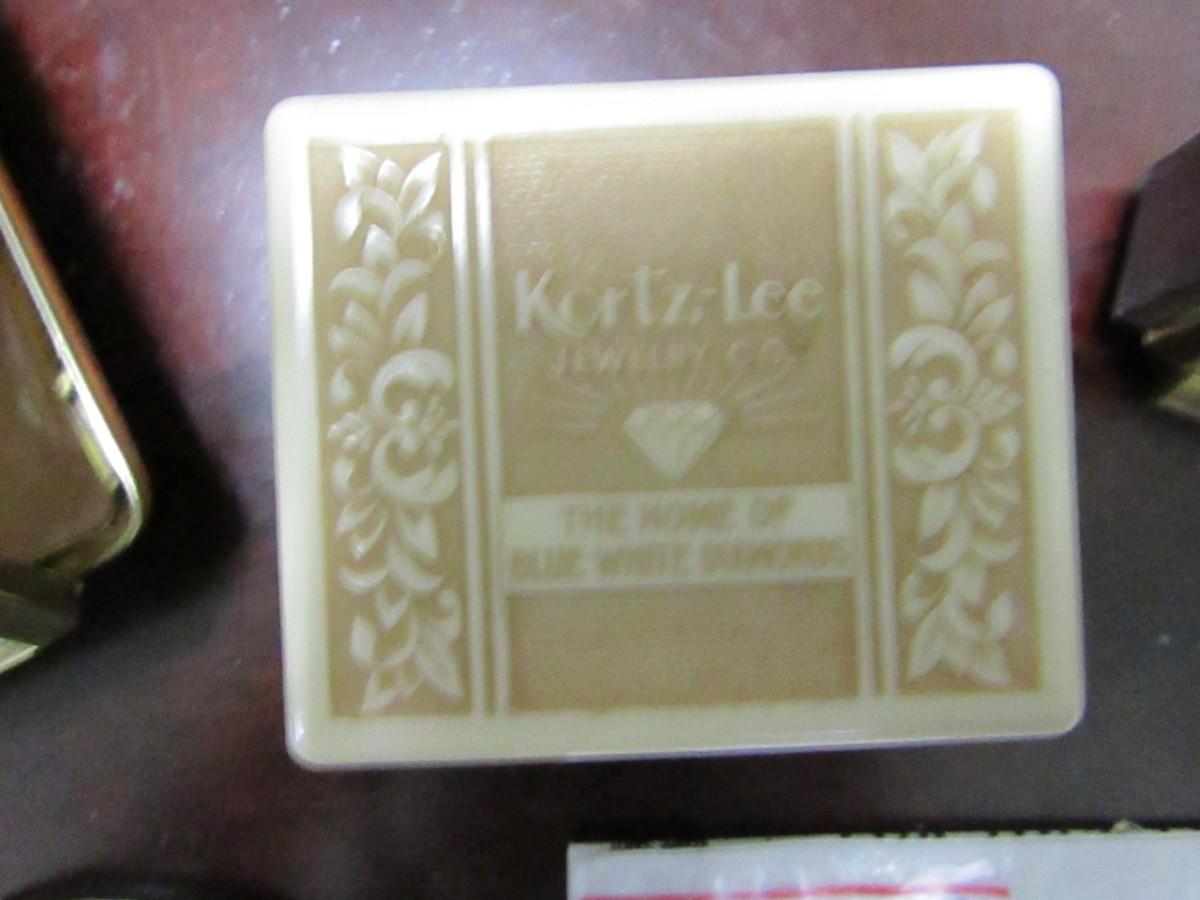 Kortz-Lee
JEWELRY CO.
THE HOME OF
BLUE WHITE DIAMONDS